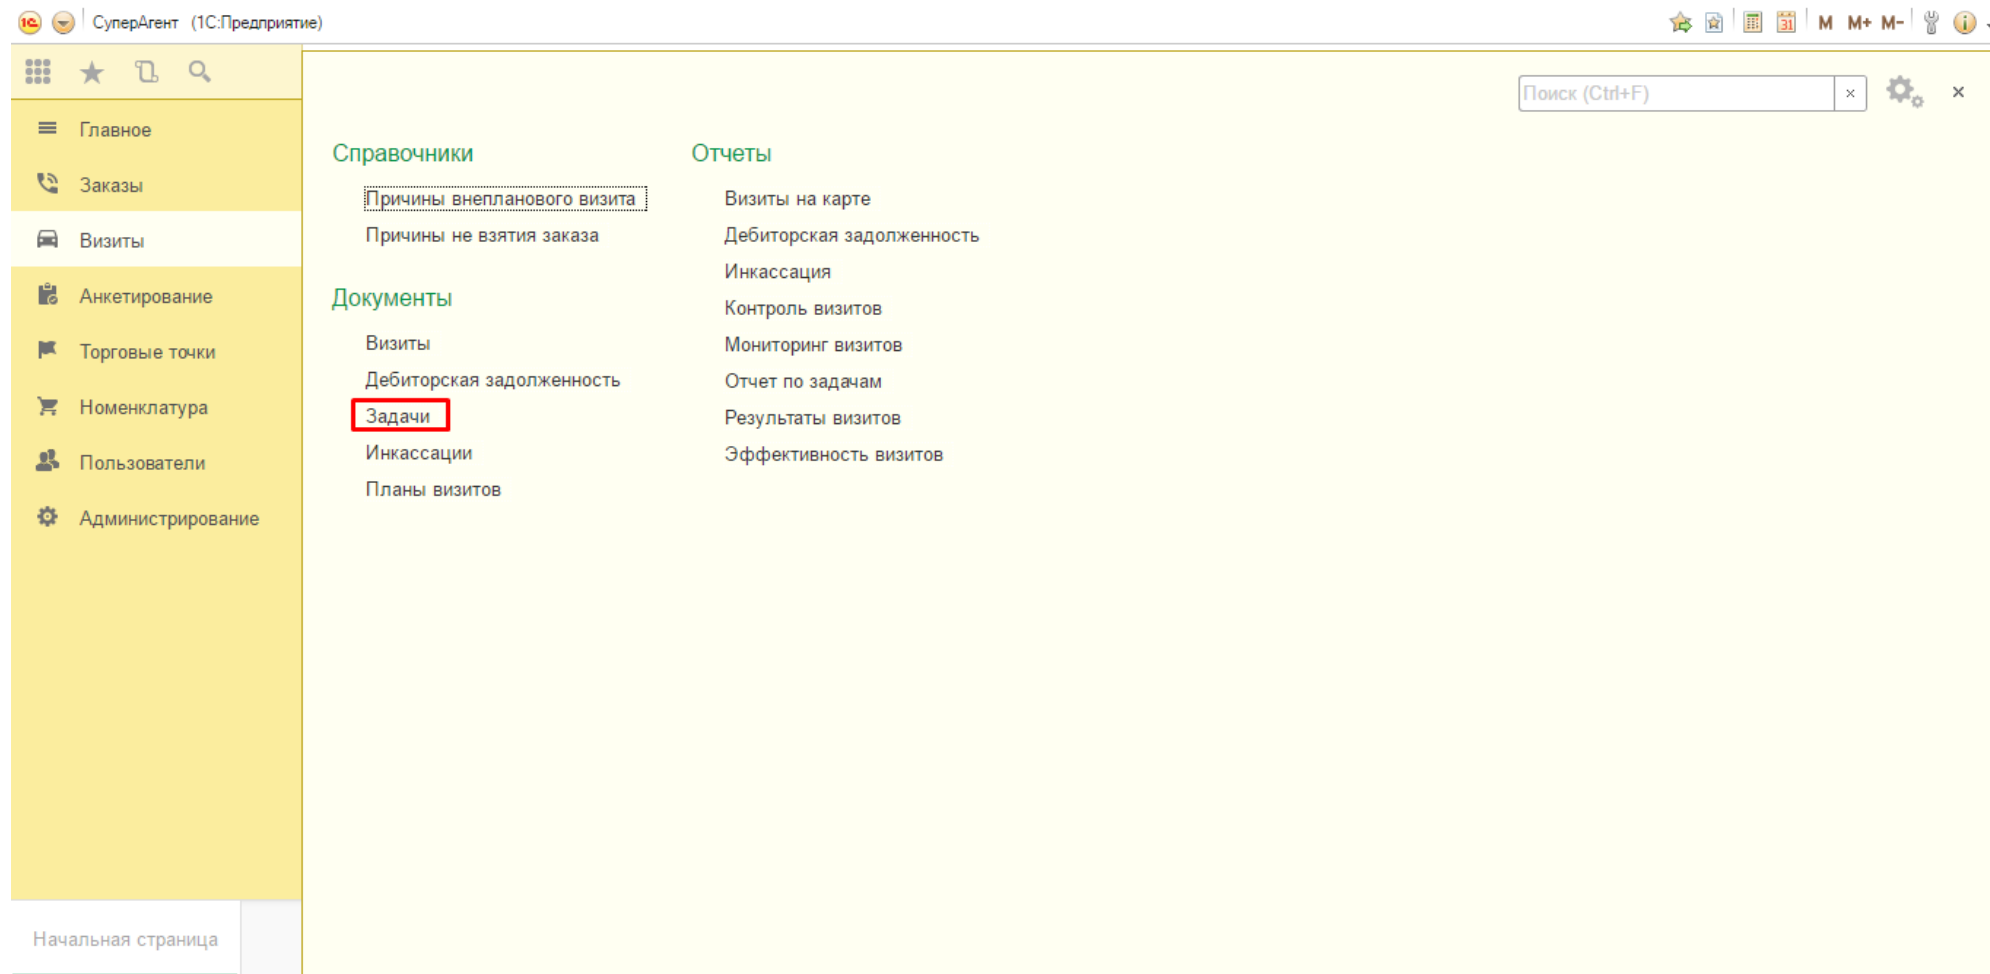 СуперАгент (1С:Предприятие)
31
M M+ M-
Поиск (Ctrl+F)
Главное
Заказы
Визиты
Анкетирование
Торговые точки
Номенклатура
Пользователи
Администрирование
Справочники
Причины внепланового визита
Причины не взятия заказа
Документы
Визиты
Дебиторская задолженность
Задачи
Инкассации
Планы визитов
Отчеты
Визиты на карте
Дебиторская задолженность
Инкассация
Контроль визитов
Мониторинг визитов
Отчет по задачам
Результаты визитов
Эффективность визитов
Начальная страница